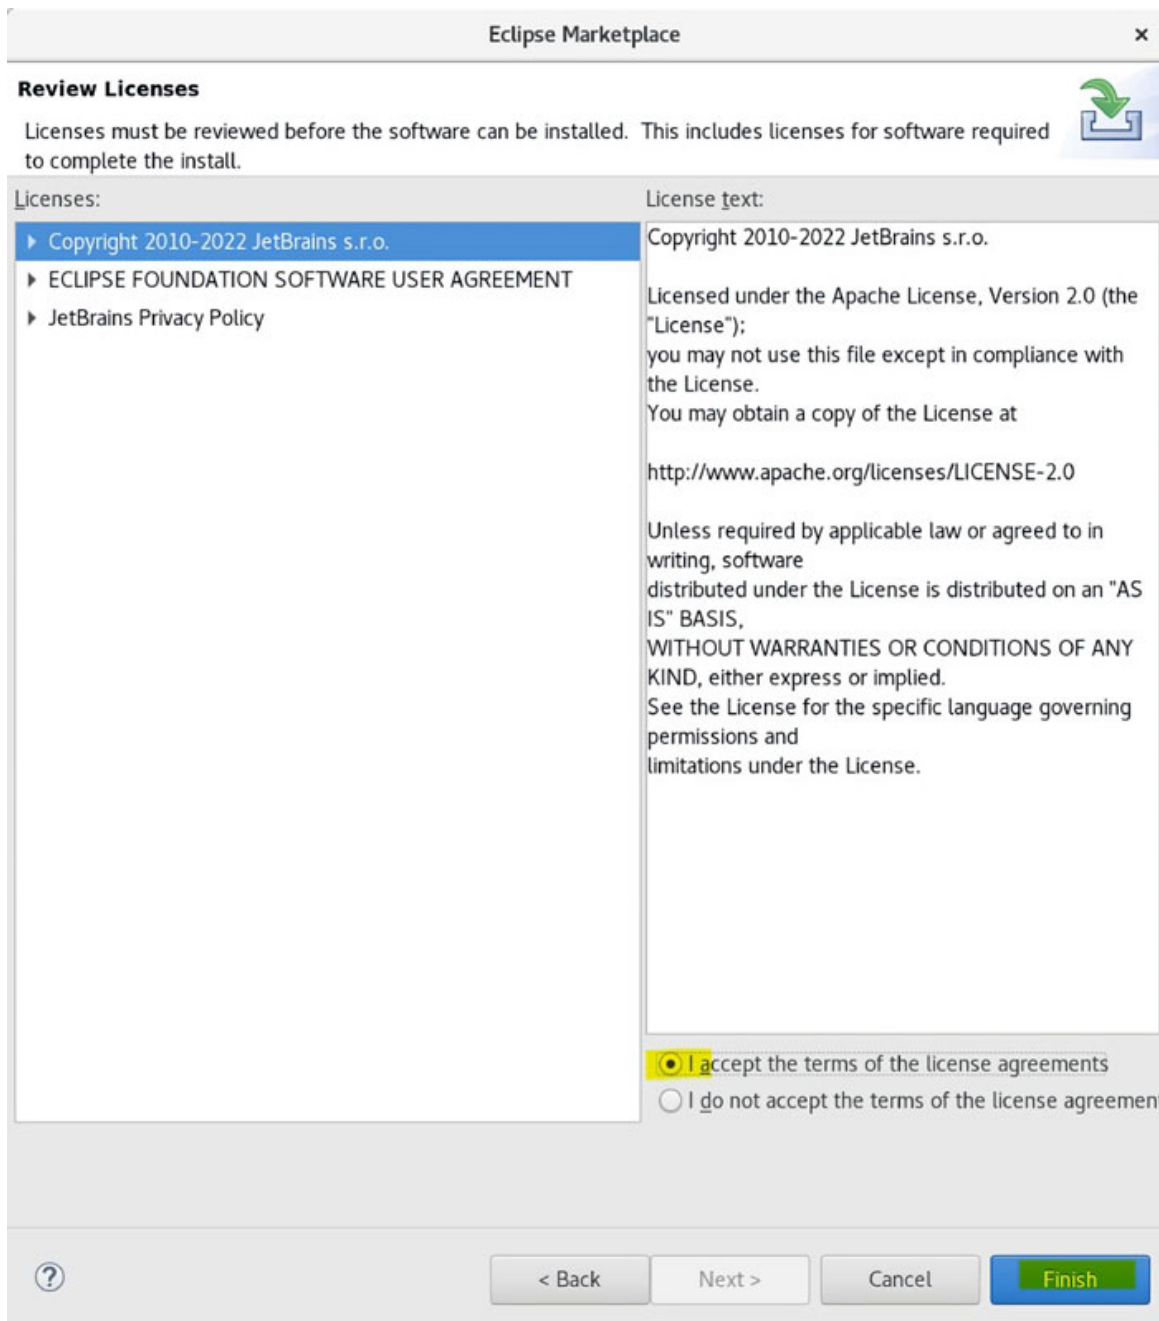 Eclipse Marketplace
×
Review Licenses
Licenses must be reviewed before the software can be installed. This includes licenses for software required
to complete the install.
Licenses:
Copyright 2010-2022 JetBrains s.r.o.
ECLIPSE FOUNDATION SOFTWARE USER AGREEMENT
JetBrains Privacy Policy
License text:
Copyright 2010-2022 JetBrains s.r.o.
Licensed under the Apache License, Version 2.0 (the
"License");
you may not use this file except in compliance with
the License.
You may obtain a copy of the License at
http://www.apache.org/licenses/LICENSE-2.0
Unless required by applicable law or agreed to in
writing, software
distributed under the License is distributed on an "AS
IS" BASIS,
WITHOUT WARRANTIES OR CONDITIONS OF ANY
KIND, either express or implied.
See the License for the specific language governing
permissions and
limitations under the License.
I accept the terms of the license agreements
I do not accept the terms of the license agreemen
?
< Back
Next >
Cancel
Finish